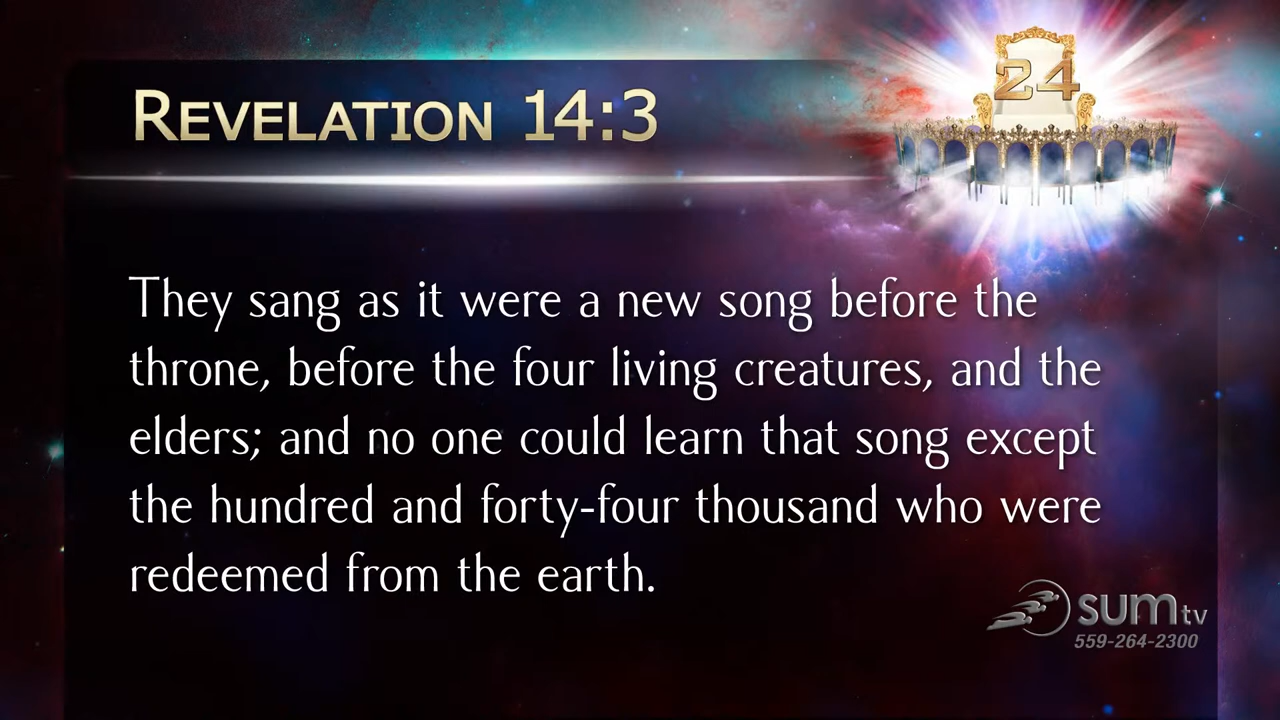 24
REVELATION 14:3
They sang as it were a new song before the
throne, before the four living creatures, and the
elders; and no one could learn that song except
the hundred and forty-four thousand who were
redeemed from the earth.
sumtv
559-264-2300